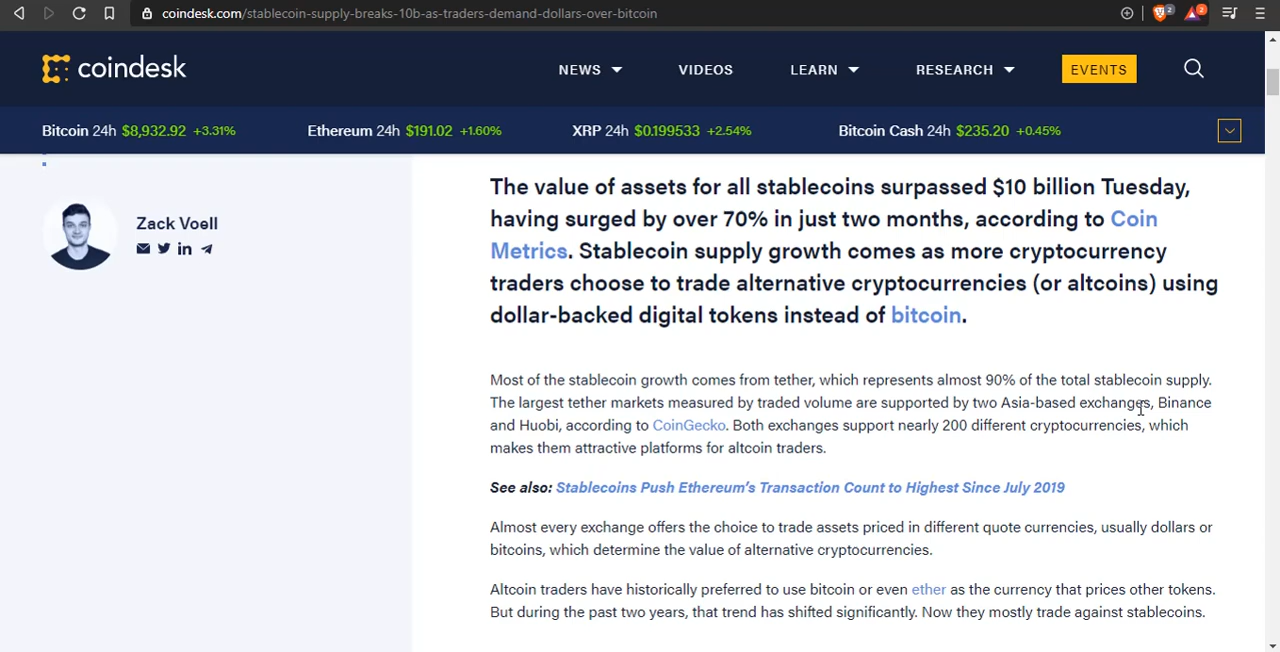 coindesk.com/stablecoin-supply-breaks-10b-as-traders-demand-dollars-over-bitcoin
2
2
coindesk
NEWS
VIDEOS
LEARN
RESEARCH
EVENTS
Bitcoin 24h $8,932.92 +3.31%
Ethereum 24h $191.02 +1.60%
XRP 24h $0.199533 +2.54%
Bitcoin Cash 24h $235.20 +0.45%
Zack Voell
in
The value of assets for all stablecoins surpassed $10 billion Tuesday,
having surged by over 70% in just two months, according to Coin
Metrics. Stablecoin supply growth comes as more cryptocurrency
traders choose to trade alternative cryptocurrencies (or altcoins) using
dollar-backed digital tokens instead of bitcoin.
Most of the stablecoin growth comes from tether, which represents almost 90% of the total stablecoin supply.
The largest tether markets measured by traded volume are supported by two Asia-based exchanges, Binance
and Huobi, according to CoinGecko. Both exchanges support nearly 200 different cryptocurrencies, which
makes them attractive platforms for altcoin traders.
See also: Stablecoins Push Ethereum's Transaction Count to Highest Since July 2019
Almost every exchange offers the choice to trade assets priced in different quote currencies, usually dollars or
bitcoins, which determine the value of alternative cryptocurrencies.
Altcoin traders have historically preferred to use bitcoin or even ether as the currency that prices other tokens.
But during the past two years, that trend has shifted significantly. Now they mostly trade against stablecoins.